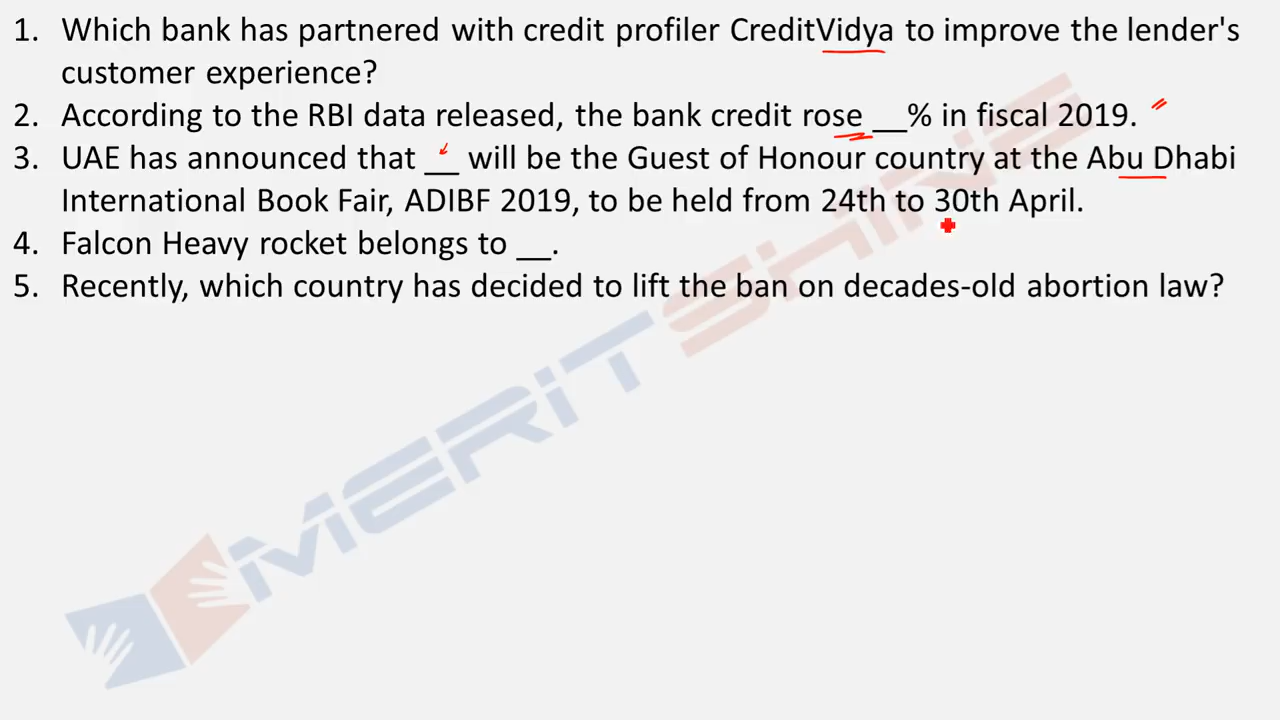 1. Which bank has partnered with credit profiler CreditVidya to improve the lender's
customer experience?
2. According to the RBI data released, the bank credit rose __% in fiscal 2019.
3. UAE has announced that __ will be the Guest of Honour country at the Abu Dhabi
International Book Fair, ADIBF 2019, to be held from 24th to 30th April.
4. Falcon Heavy rocket belongs to __.
5. Recently, which country has decided to lift the ban on decades-old abortion law?
MERiTSHiNE